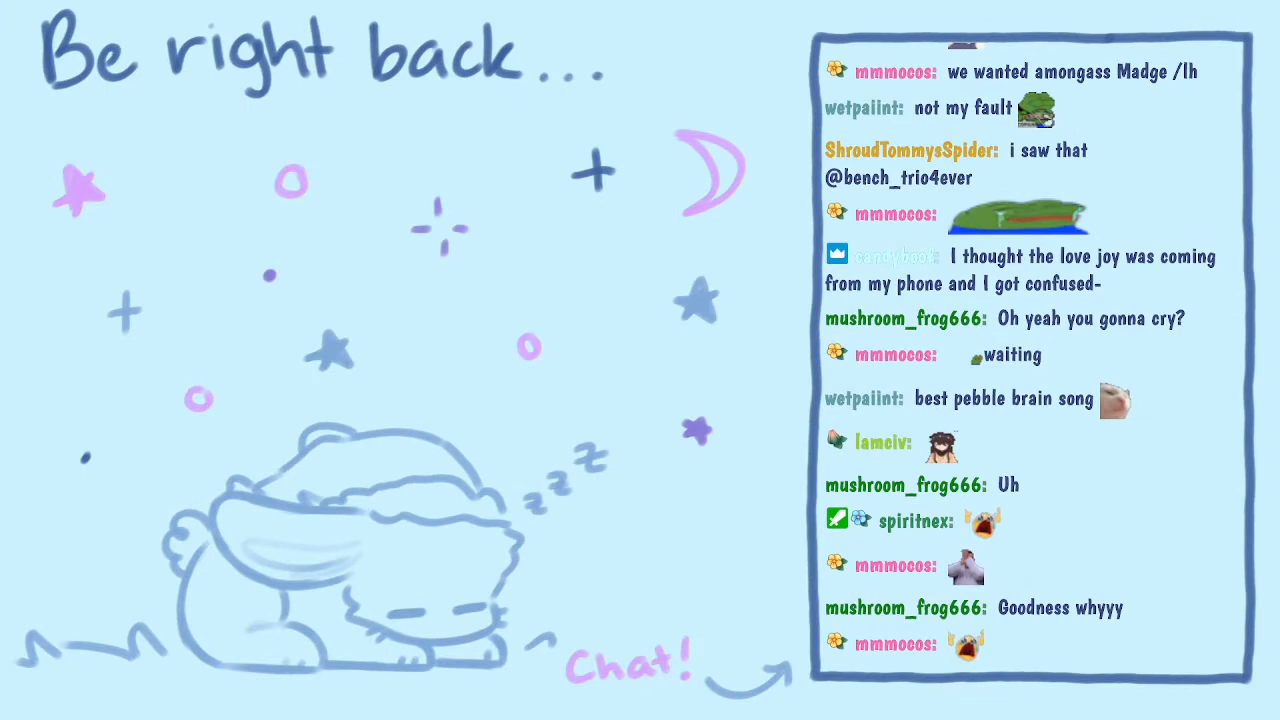 Be right back...
mmmocos: we wanted amongass Madge /lh
wetpaiint: not my fault
ShroudTommysSpider: i saw that
@bench_trio4ever
mmmocos:
candybook: I thought the love joy was coming
from my phone and I got confused-
mushroom_frog666: Oh yeah you gonna cry?
mmmocos: waiting
wetpaiint: best pebble brain song
lamciv:
mushroom_frog666: Uh
spiritnex:
mmmocos:
mushroom_frog666: Goodness whyyy
mmmocos:
z z z
Chat!